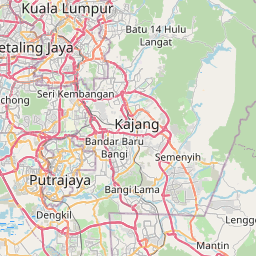 Kuala Lumpur
Batu 14 Hulu
Langat
etaling Jaya
Seri Kembangan
chong
Kajang
Bandar Baru
Bangi
Semenyih
Putrajaya
Bangi Lama
Dengkil
Lengge
Mantin